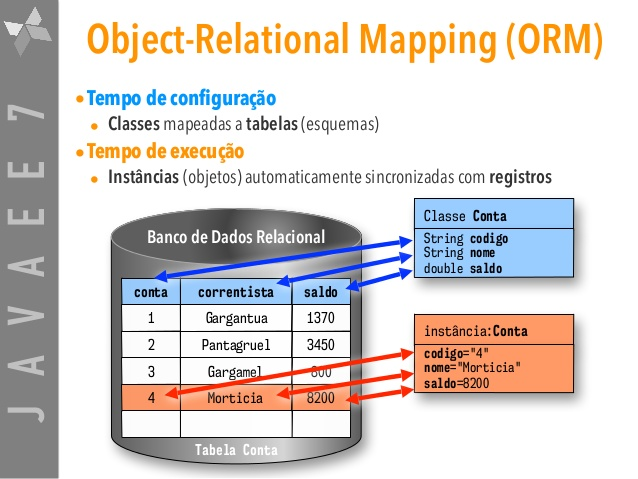 JAVAEE 7
Object-Relational Mapping (ORM)
•Tempo de configuração
• Classes mapeadas a tabelas (esquemas)
•Tempo de execução
• Instâncias (objetos) automaticamente sincronizadas com registros
Banco de Dados Relacional
conta correntista saldo
1 Gargantua 1370
2 Pantagruel 3450
3 Gargamel 800
4 Morticia 8200
Tabela Conta
Classe Conta
String codigo
String nome
double saldo
instância:Conta
codigo="4"
nome="Morticia"
saldo=8200